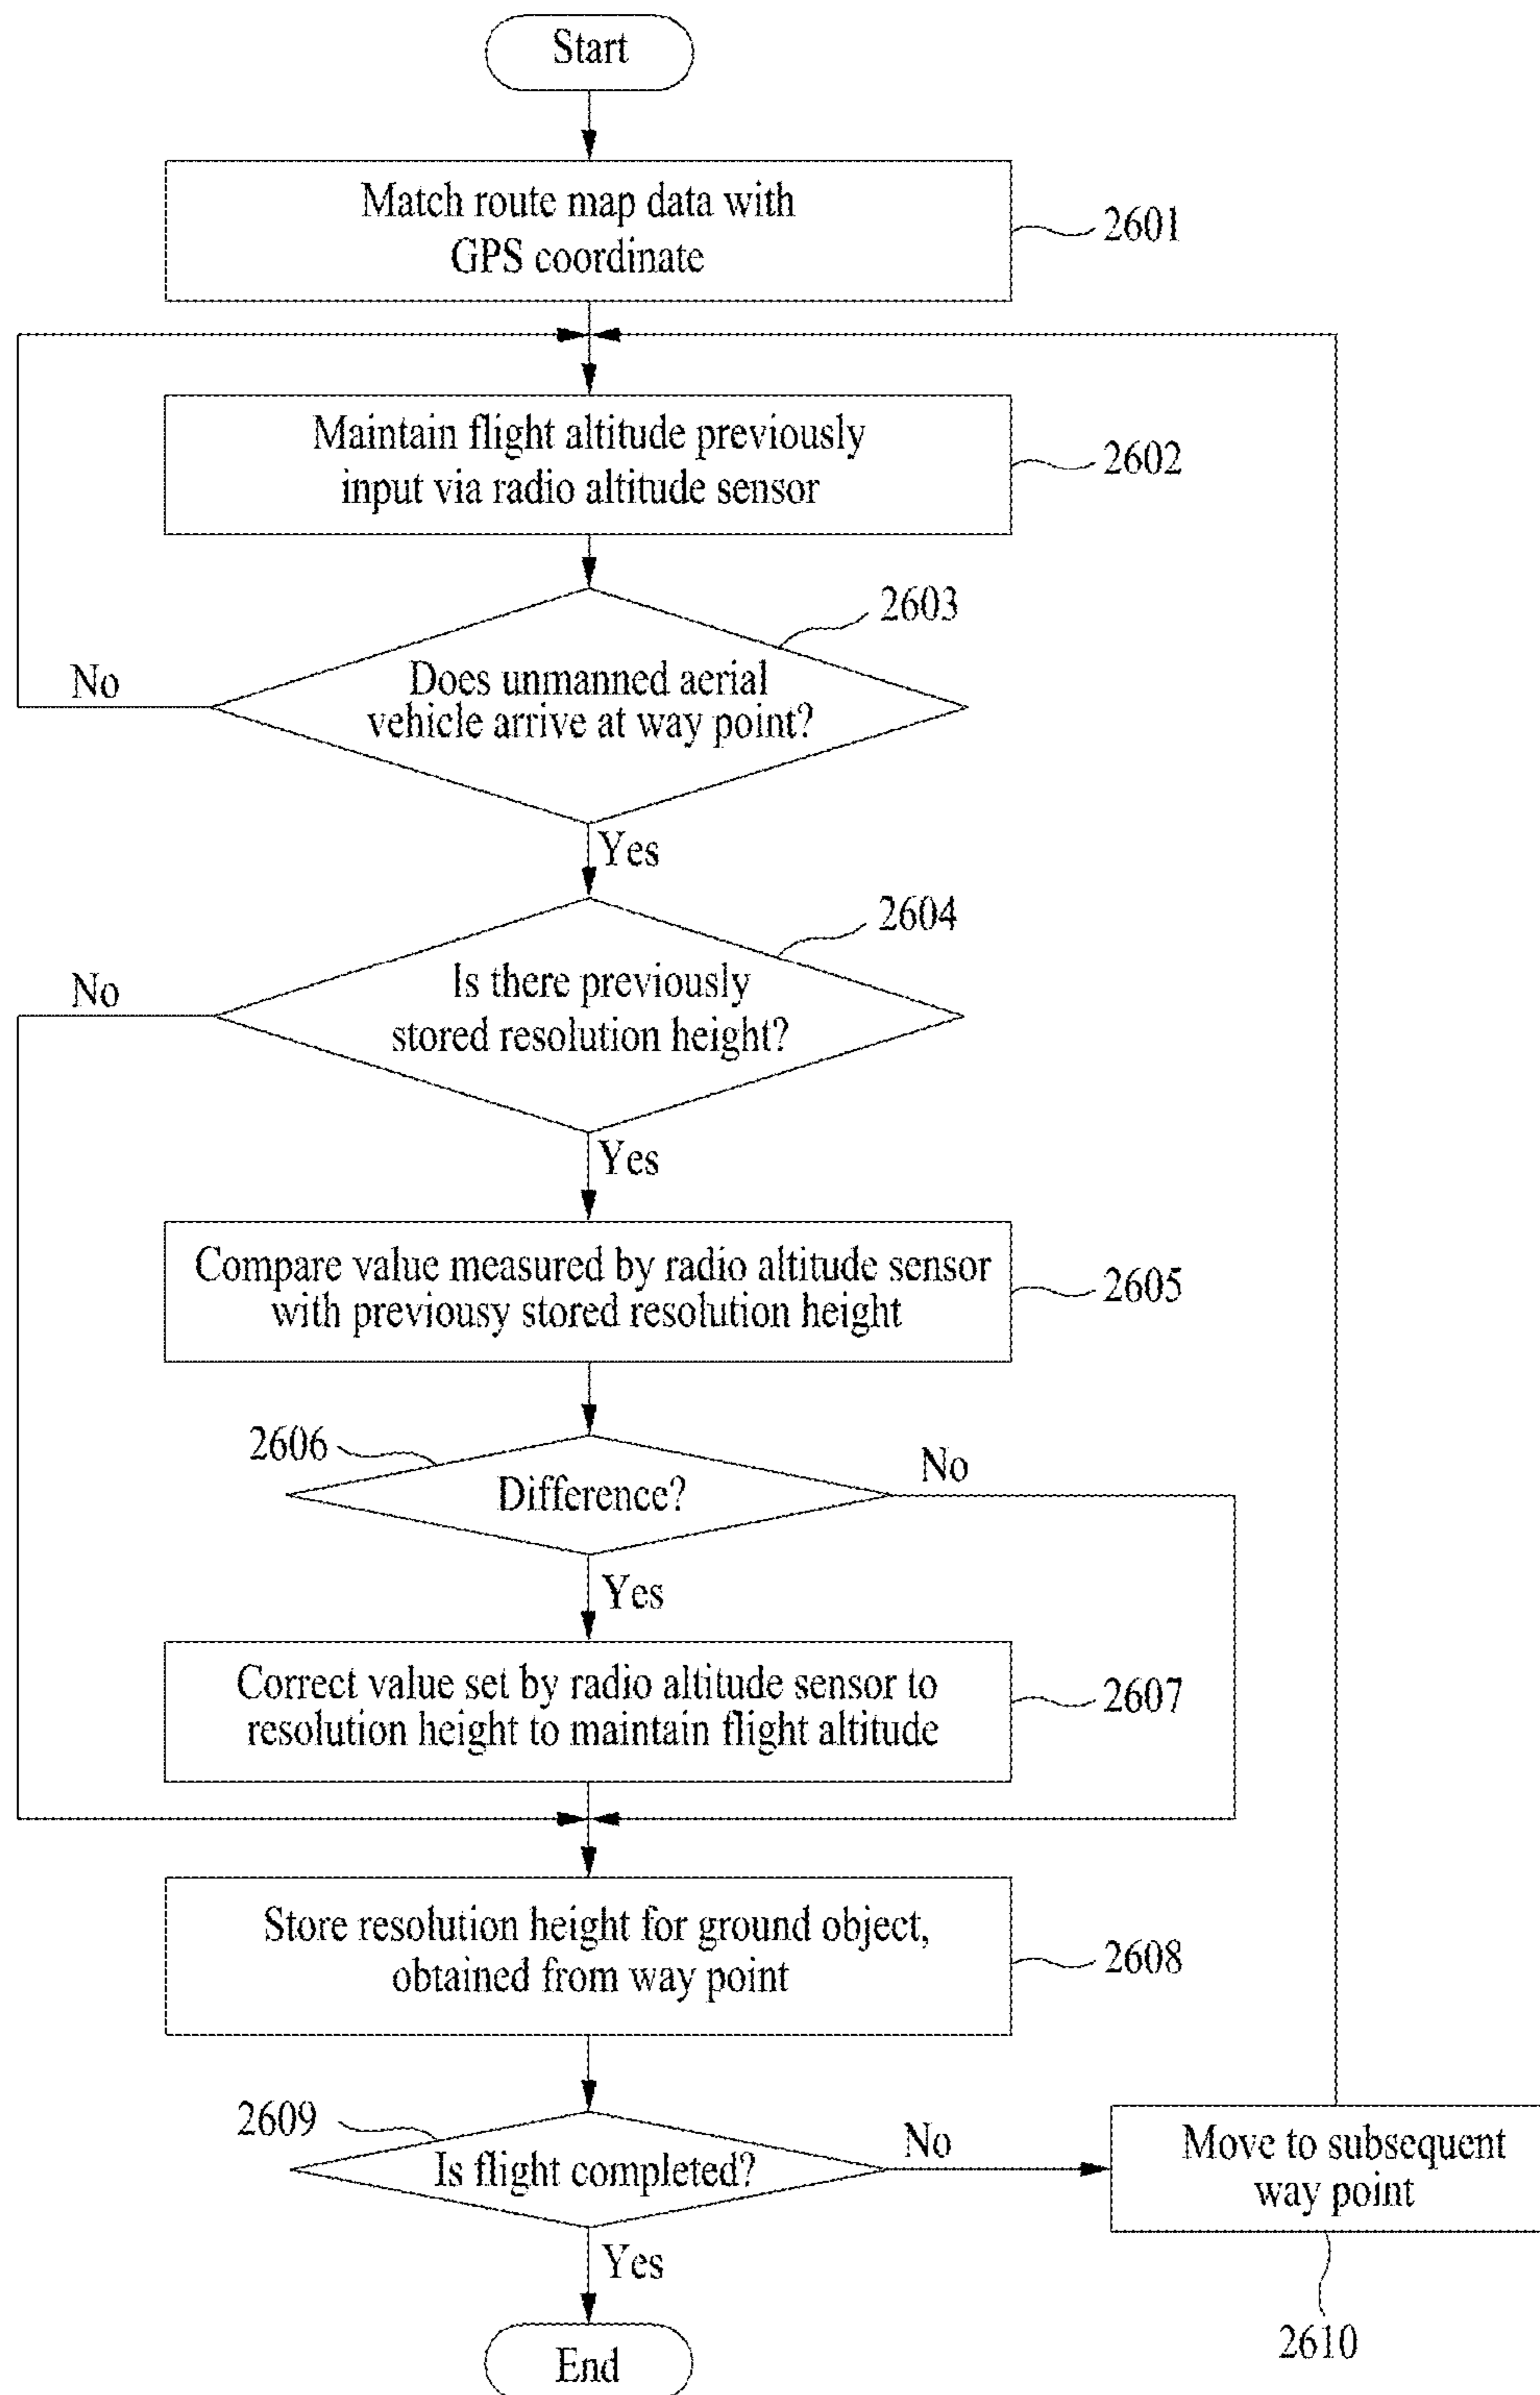 Start
Match route map data with
GPS coordinate
2601
Maintain flight altitude previously
input via radio altitude sensor
2602
2603
Does unmanned aerial
vehicle arrive at way point?
No
Yes
2604
Is there previously
stored resolution height?
No
Yes
Compare value measured by radio altitude sensor
with previousy stored resolution height
2605
2606
Difference?
No
Yes
Correct value set by radio altitude sensor to
resolution height to maintain flight altitude
2607
Store resolution height for ground object,
obtained from way point
2608
2609
Is flight completed?
No
Move to subsequent
way point
2610
Yes
End